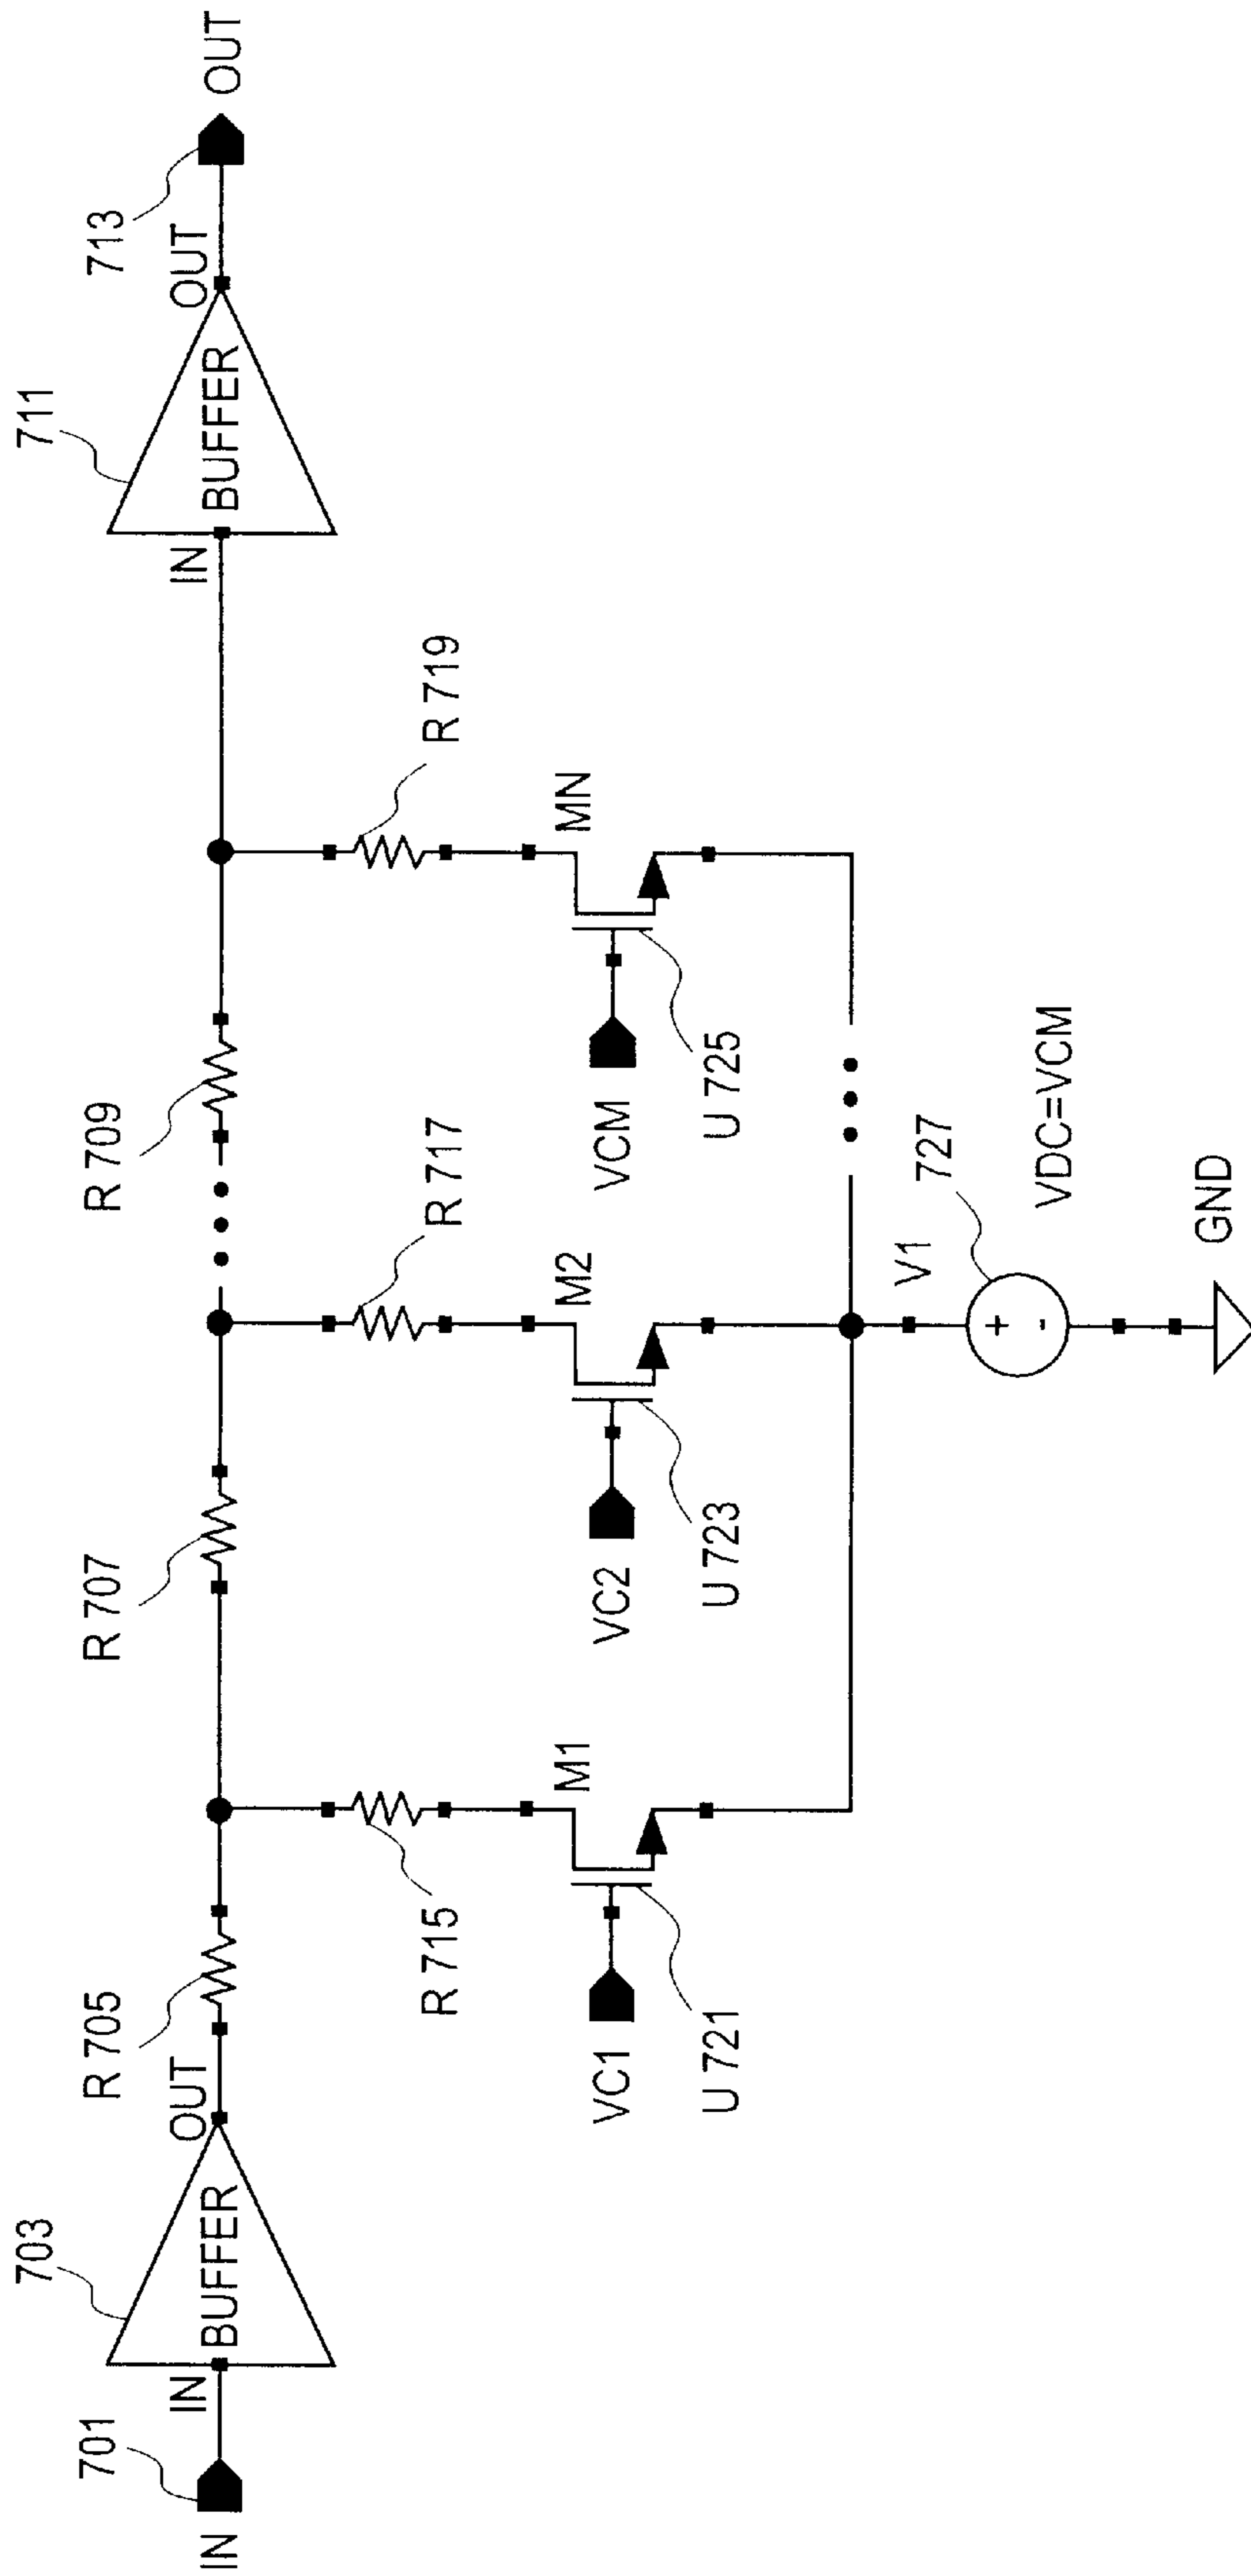 703
711
713
IN
701
IN
BUFFER
OUT
R 705
R 707
R 709
IN
BUFFER
OUT
OUT
R 715
R 717
R 719
M1
M2
MN
VC1
VC2
VCM
U 721
U 723
U 725
V1
727
VDC=VCM
GND